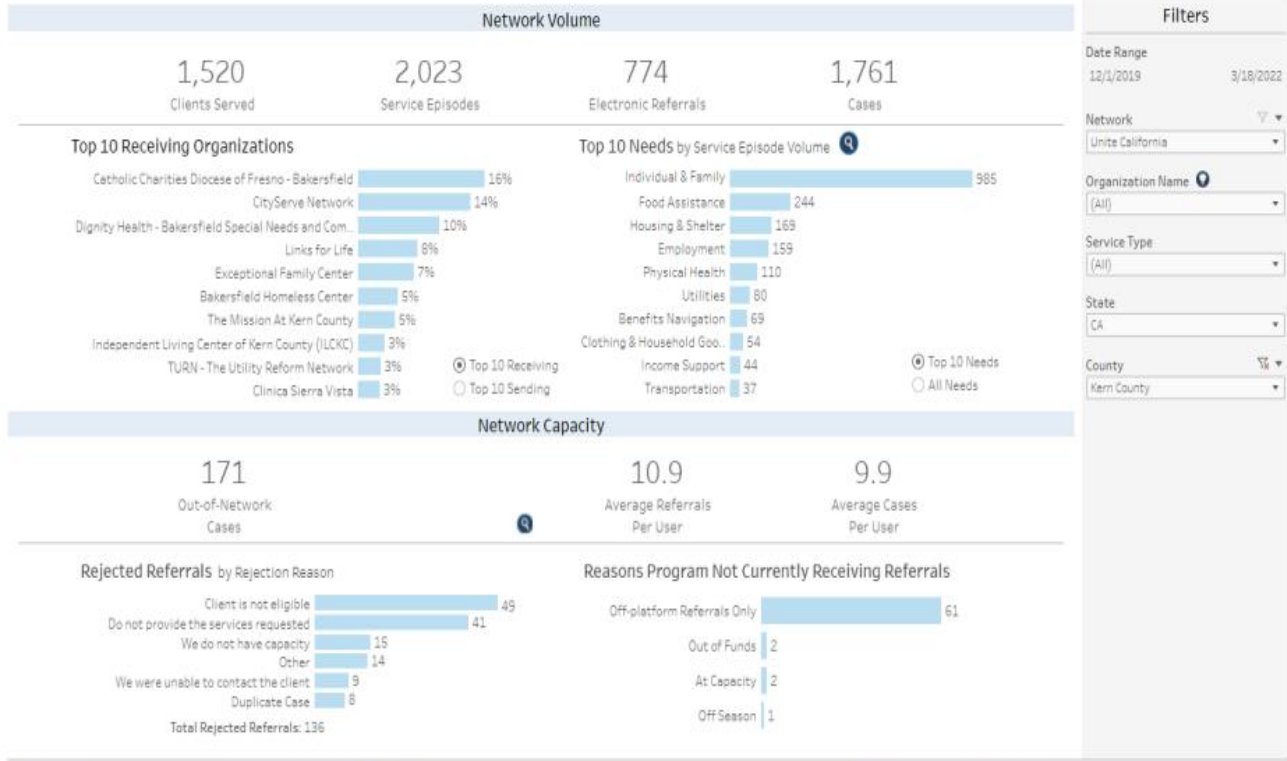 Network Volume
1,520
Clients Served
2,023
Service Episodes
774
Electronic Referrals
1,761
Cases
Top 10 Receiving Organizations
Catholic Charities Diocese of Fresno - Bakersfield 16%
CityServe Network 14%
Dignity Health - Bakersfield Special Needs and Com.. 10%
Links for Life 8%
Exceptional Family Center 7%
Bakersfield Homeless Center 5%
The Mission At Kern County 5%
Independent Living Center of Kern County (ILCKC) 3%
TURN - The Utility Reform Network 3%
Clinica Sierra Vista 3%
Top 10 Receiving
Top 10 Sending
Top 10 Needs by Service Episode Volume
Individual & Family 985
Food Assistance 244
Housing & Shelter 169
Employment 159
Physical Health 110
Utilities 80
Benefits Navigation 69
Clothing & Household Goo.. 54
Income Support 44
Transportation 37
Top 10 Needs
All Needs
Network Capacity
171
Out-of-Network
Cases
10.9
Average Referrals
Per User
9.9
Average Cases
Per User
Rejected Referrals by Rejection Reason
Client is not eligible 49
Do not provide the services requested 41
We do not have capacity 15
Other 14
We were unable to contact the client 9
Duplicate Case 8
Total Rejected Referrals: 136
Reasons Program Not Currently Receiving Referrals
Off-platform Referrals Only 61
Out of Funds 2
At Capacity 2
Off Season 1
Filters
Date Range
12/1/2019 3/18/2022
Network
Unite California
Organization Name
(All)
Service Type
(All)
State
CA
County
Kern County